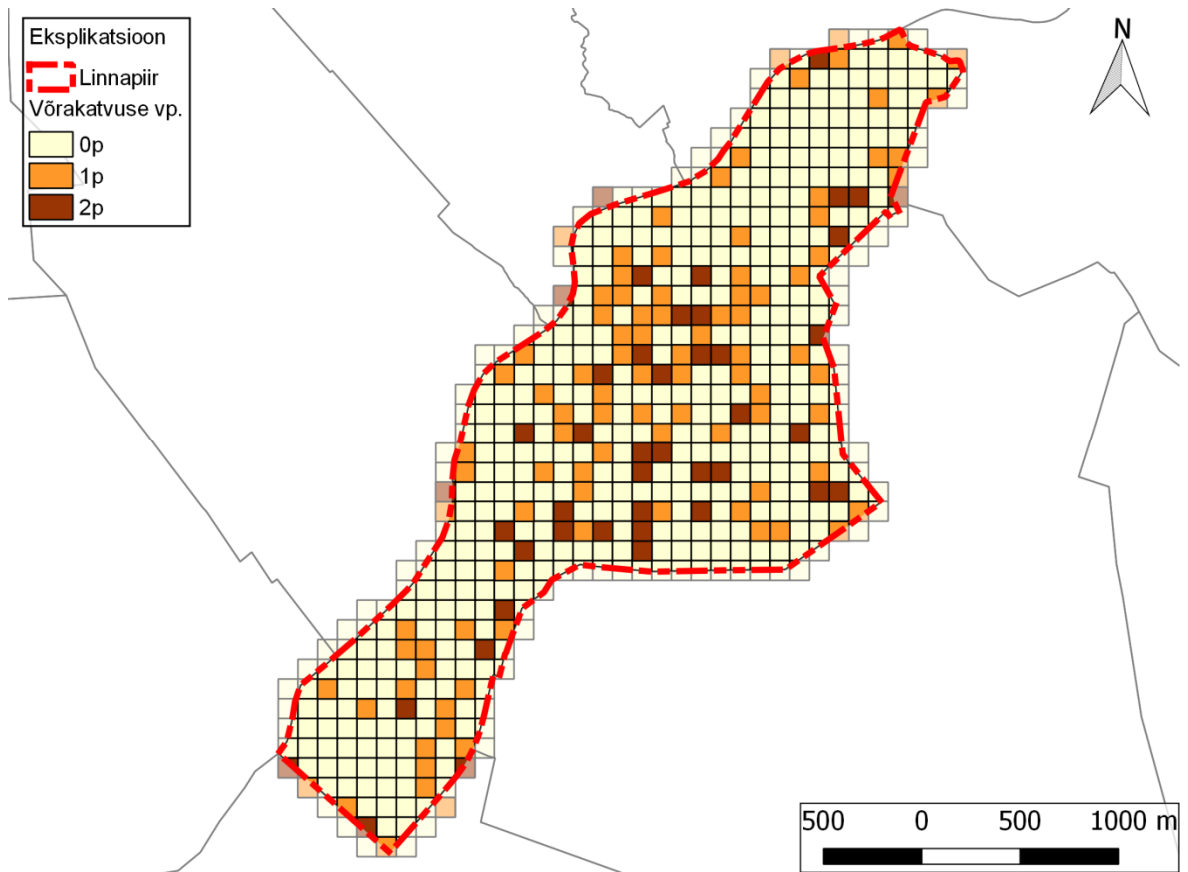 Eksplikatsioon
Linnapiir
Võrakatvuse vp.
0p
1p
2p
N
500 0 500 1000 m